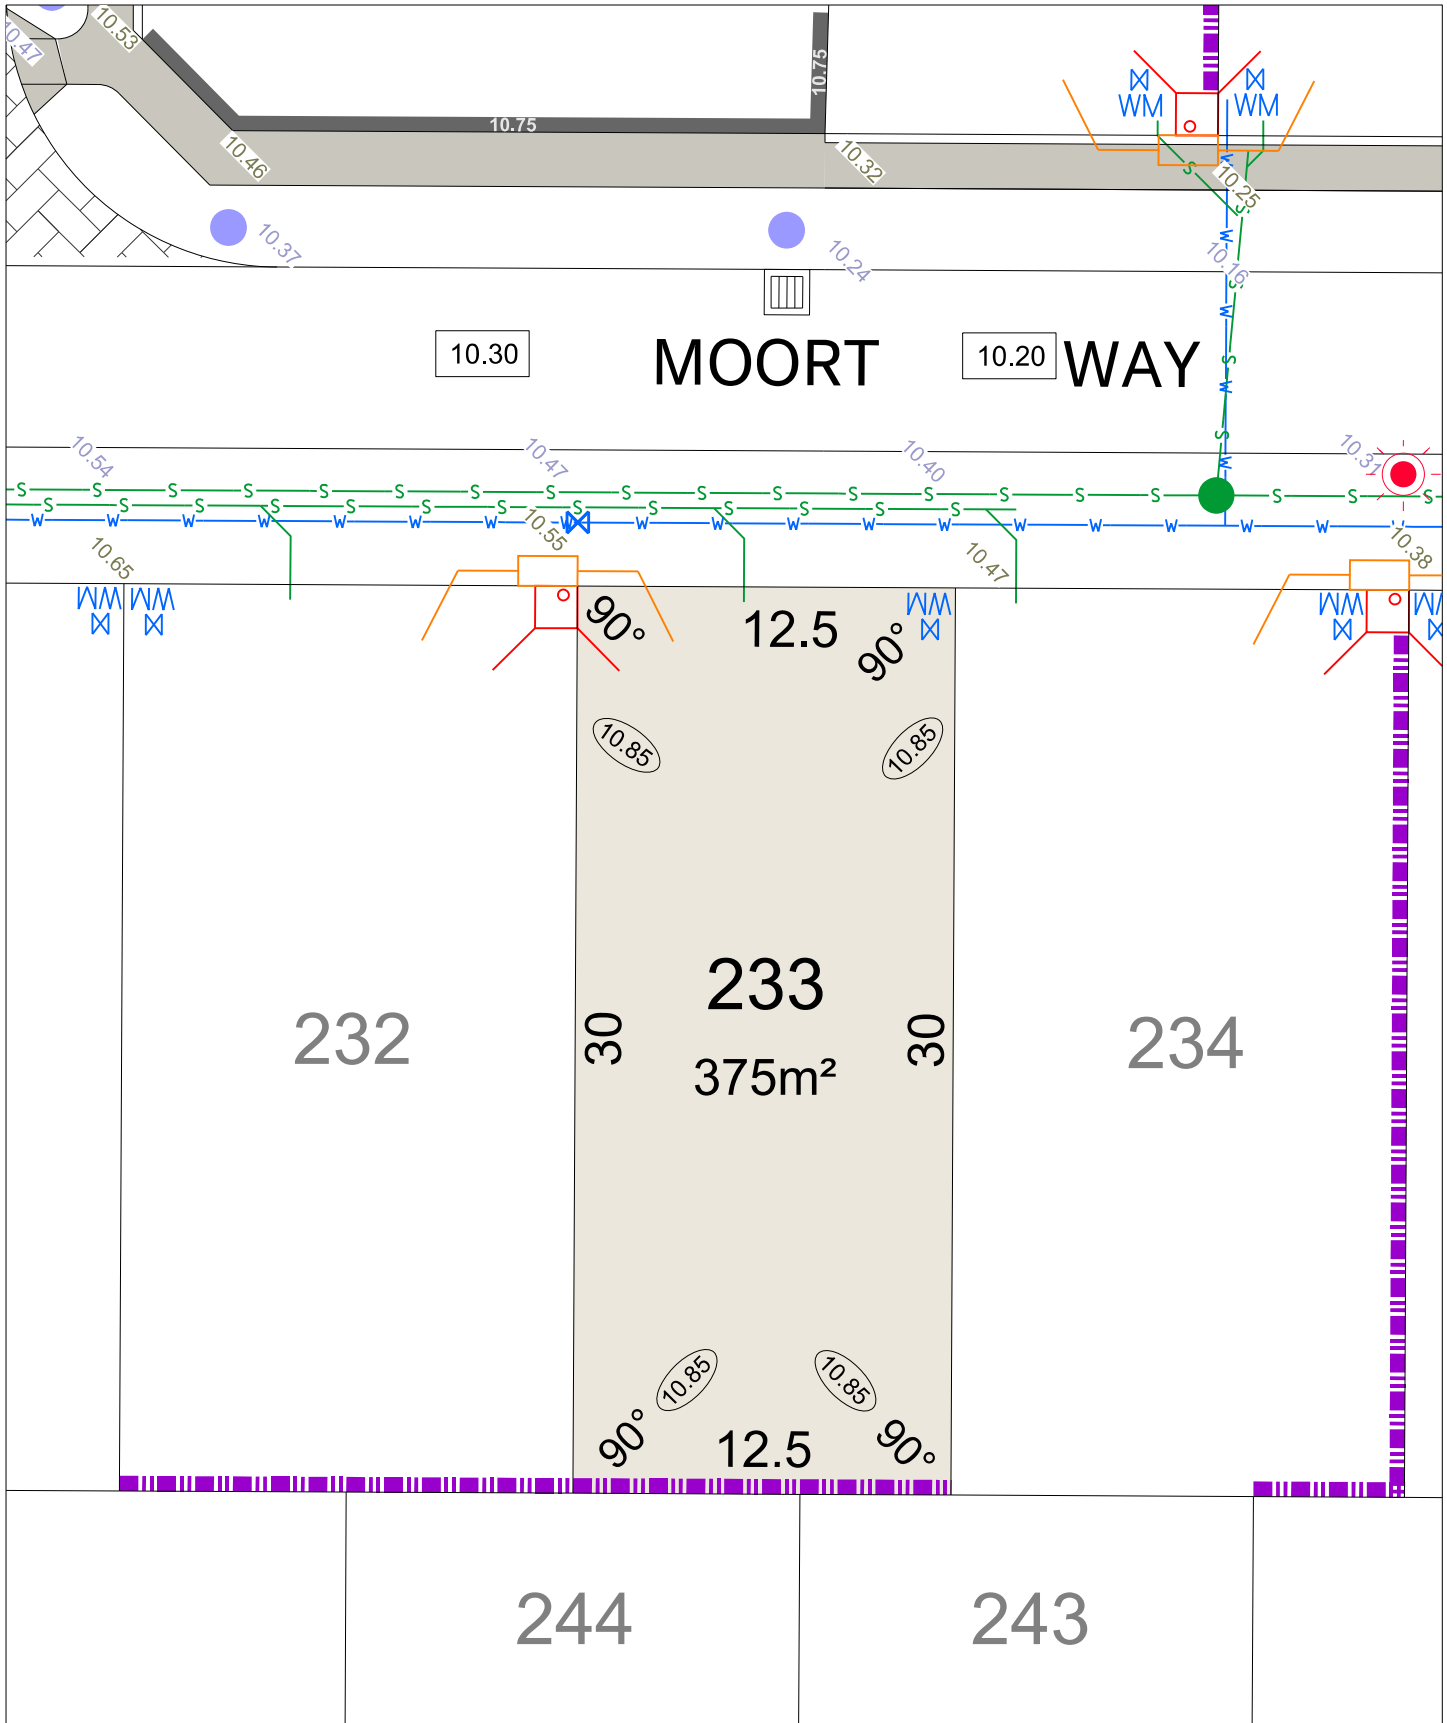 10.47
10.53
10.75
10.75
WM
WM
10.46
10.32
10.25
S
W
S
10.37
10.24
W
10.16
S
W
10.30
MOORT
10.20
WAY
S
W
S
W
10.54
10.47
10.40
10.31
S S S S S S S S S S S S S S S S S S S
S S S S S S S S S S S S S
W W W W W W W W W W W W W W W W W W
10.65
10.55
10.47
10.38
WM
WM
WM
WM
WM
90°
12.5
90°
10.85
10.85
233
232
30
30
234
375m²
10.85
10.85
90°
12.5
90°
244
243